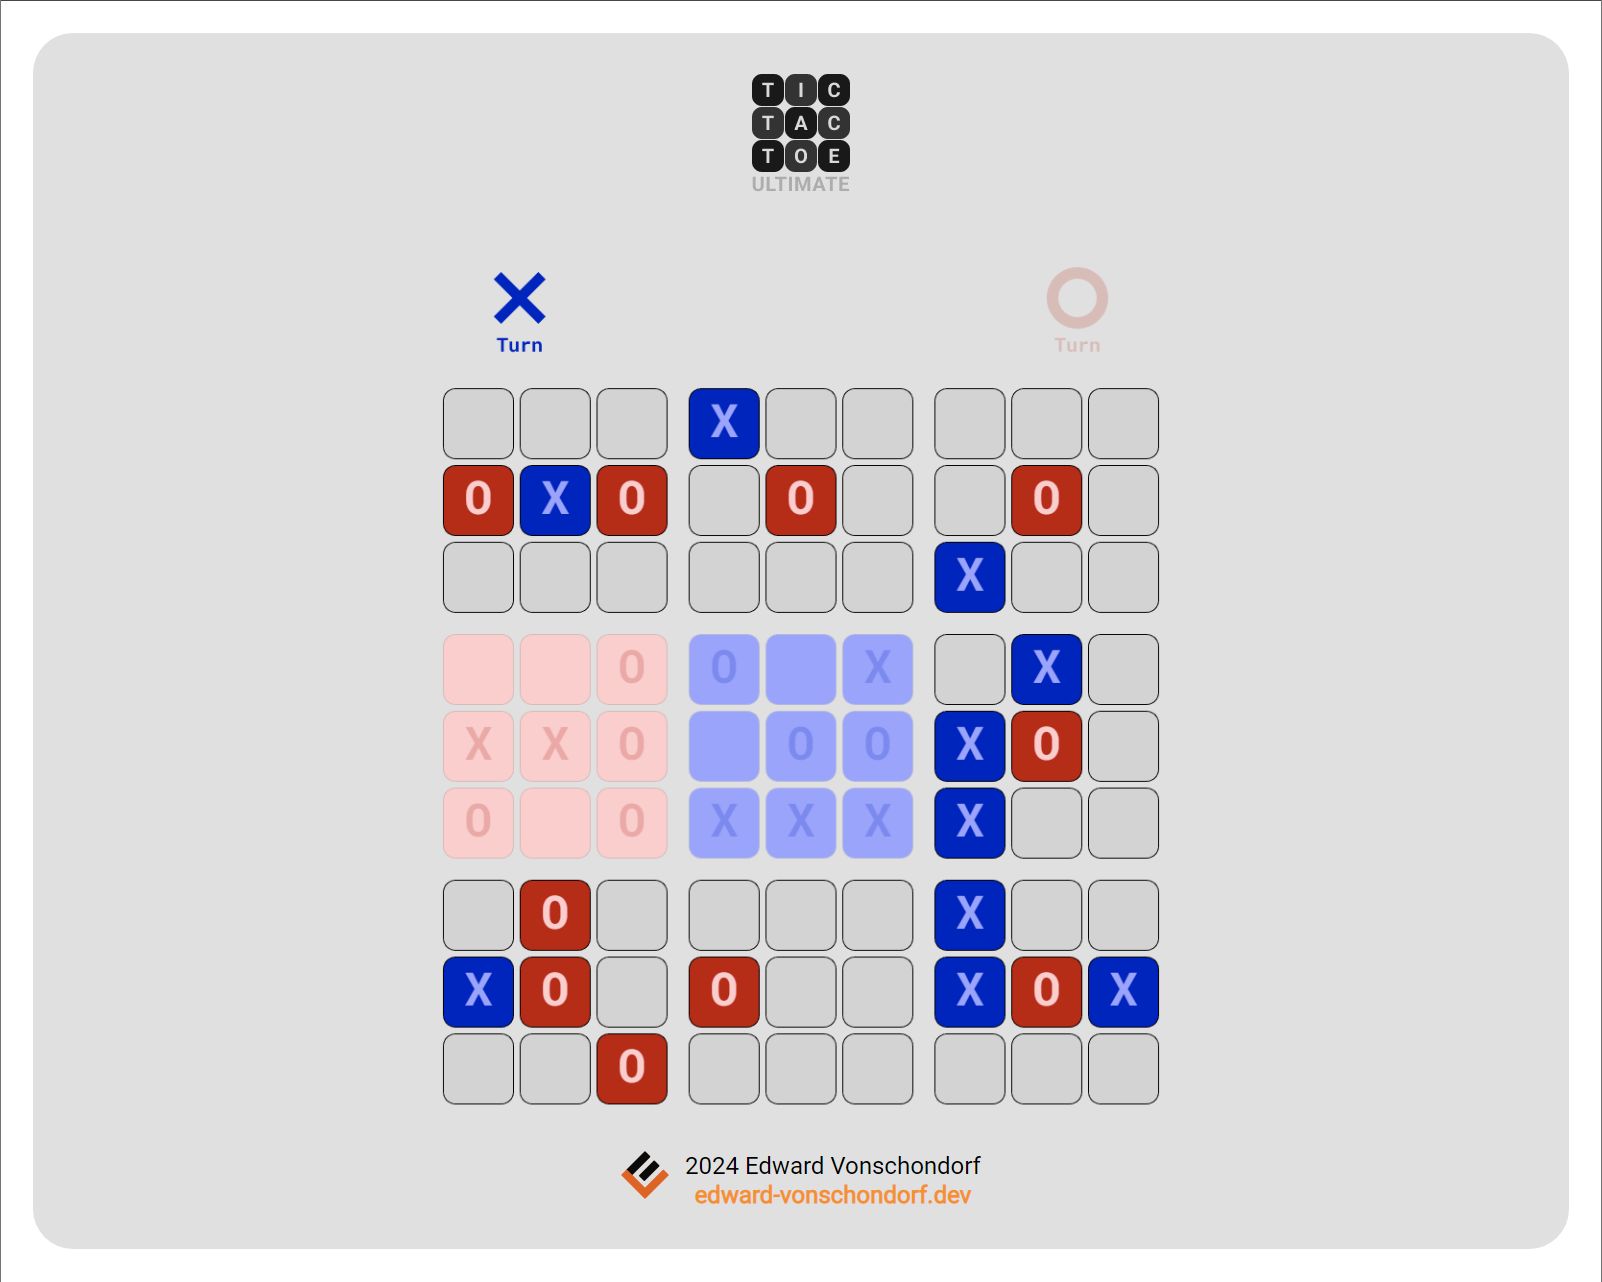 T I C
T A C
T O E
ULTIMATE
Turn
Turn
X
O X O O O
X
O O X X
X X O O O X O
O O X X X X
O X
X O O X O X
O
2024 Edward Vonschondorf
edward-vonschondorf.dev